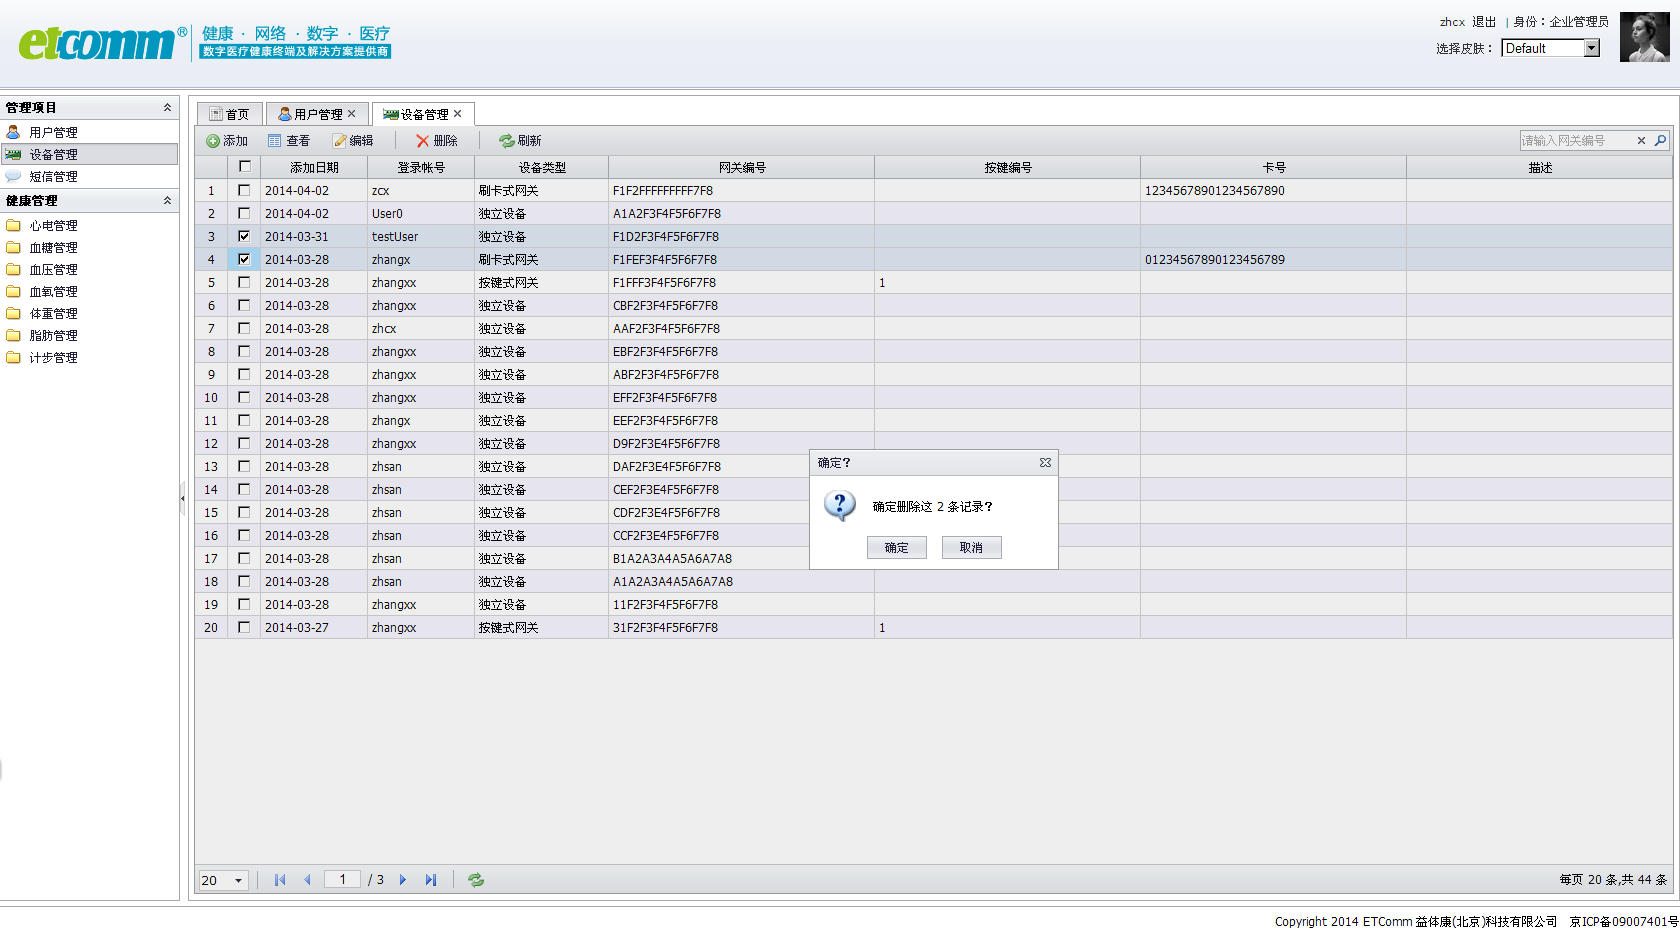 etcomm® 健康 · 网络 · 数字 · 医疗
数字医疗健康终端及解决方案提供商
zhcx 退出 | 身份：企业管理员
选择皮肤： Default
管理项目
用户管理
设备管理
短信管理
健康管理
心电管理
血糖管理
血压管理
血氧管理
体重管理
脂肪管理
计步管理
首页 用户管理 设备管理
添加 查看 编辑 删除 刷新 请输入网关编号
添加日期 登录帐号 设备类型 网关编号 按键编号 卡号 描述
1 2014-04-02 zcx 刷卡式网关 F1F2FFFFFFFFF7F8 12345678901234567890
2 2014-04-02 User0 独立设备 A1A2F3F4F5F6F7F8
3 2014-03-31 testUser 独立设备 F1D2F3F4F5F6F7F8
4 2014-03-28 zhangx 刷卡式网关 F1FEF3F4F5F6F7F8 01234567890123456789
5 2014-03-28 zhangxx 按键式网关 F1FFF3F4F5F6F7F8 1
6 2014-03-28 zhangxx 独立设备 CBF2F3F4F5F6F7F8
7 2014-03-28 zhcx 独立设备 AAF2F3F4F5F6F7F8
8 2014-03-28 zhangxx 独立设备 EBF2F3F4F5F6F7F8
9 2014-03-28 zhangxx 独立设备 ABF2F3F4F5F6F7F8
10 2014-03-28 zhangxx 独立设备 EFF2F3F4F5F6F7F8
11 2014-03-28 zhangx 独立设备 EEF2F3F4F5F6F7F8
12 2014-03-28 zhangxx 独立设备 D9F2F3E4F5F6F7F8
13 2014-03-28 zhsan 独立设备 DAF2F3E4F5F6F7F8
14 2014-03-28 zhsan 独立设备 CEF2F3E4F5F6F7F8
15 2014-03-28 zhsan 独立设备 CDF2F3E4F5F6F7F8
16 2014-03-28 zhsan 独立设备 CCF2F3E4F5F6F7F8
17 2014-03-28 zhsan 独立设备 B1A2A3A4A5A6A7A8
18 2014-03-28 zhsan 独立设备 A1A2A3A4A5A6A7A8
19 2014-03-28 zhangxx 独立设备 11F2F3F4F5F6F7F8
20 2014-03-27 zhangxx 按键式网关 31F2F3F4F5F6F7F8 1
确定?
确定删除这 2 条记录?
确定 取消
20 1 / 3 每页 20 条,共 44 条
Copyright 2014 ETComm 益体康(北京)科技有限公司 京ICP备09007401号